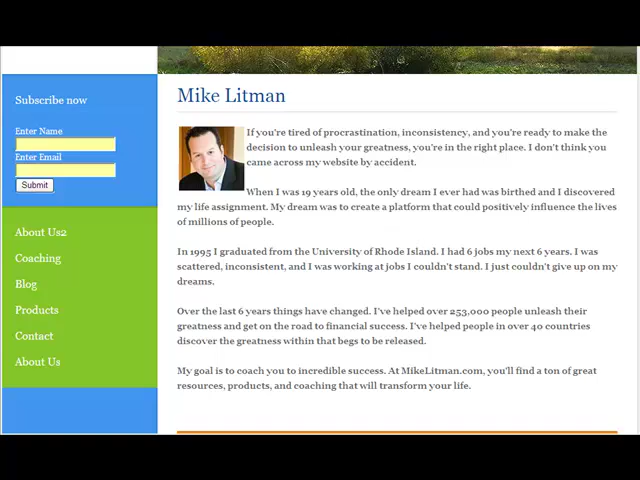 Subscribe now
Enter Name
Enter Email
Submit
About Us2
Coaching
Blog
Products
Contact
About Us
Mike Litman
If you're tired of procrastination, inconsistency, and you're ready to make the
decision to unleash your greatness, you're in the right place. I don't think you
came across my website by accident.
When I was 19 years old, the only dream I ever had was birthed and I discovered
my life assignment. My dream was to create a platform that could positively influence the lives
of millions of people.
In 1995 I graduated from the University of Rhode Island. I had 6 jobs my next 6 years. I was
scattered, inconsistent, and I was working at jobs I couldn't stand. I just couldn't give up on my
dreams.
Over the last 6 years things have changed. I've helped over 253,000 people unleash their
greatness and get on the road to financial success. I've helped people in over 40 countries
discover the greatness within that begs to be released.
My goal is to coach you to incredible success. At MikeLitman.com, you'll find a ton of great
resources, products, and coaching that will transform your life.